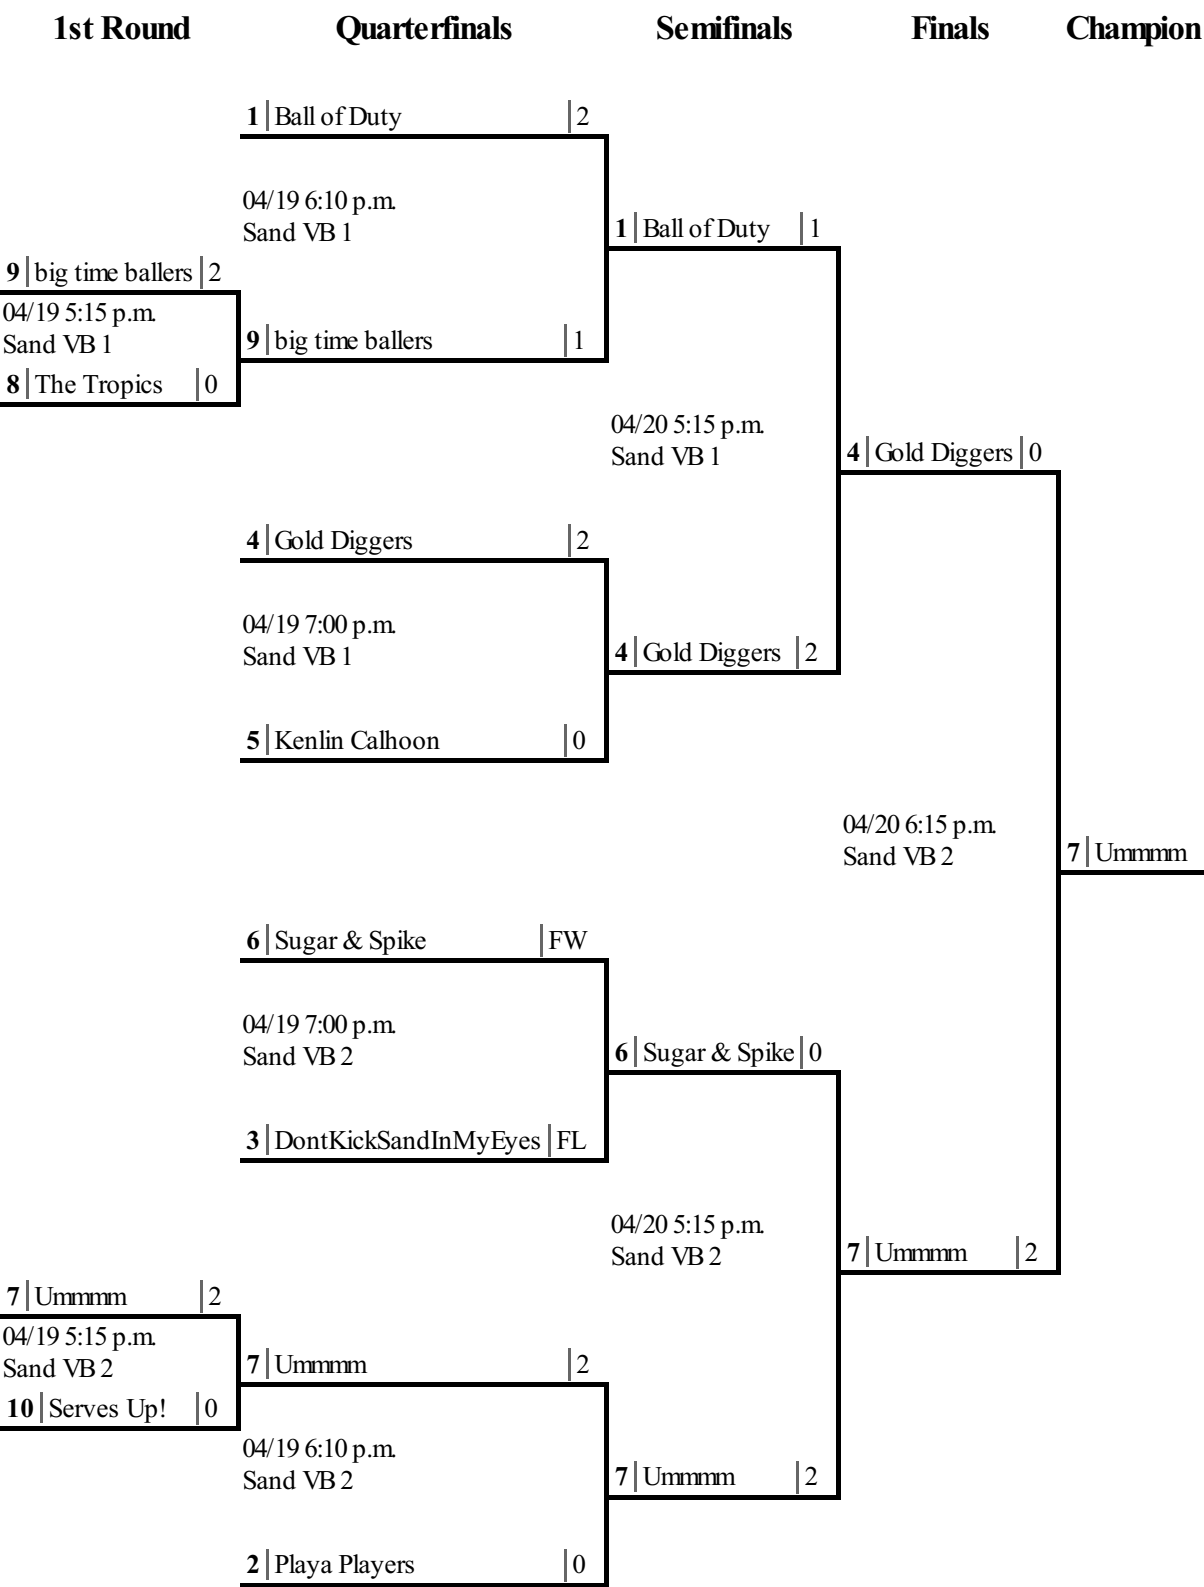 1st Round Quarterfinals Semifinals Finals Champion
1 Ball of Duty 2
04/19 6:10 p.m.
Sand VB 1
1 Ball of Duty 1
9 big time ballers 2
04/19 5:15 p.m.
Sand VB 1
9 big time ballers 1
8 The Tropics 0
04/20 5:15 p.m.
Sand VB 1
4 Gold Diggers 0
4 Gold Diggers 2
04/19 7:00 p.m.
Sand VB 1
4 Gold Diggers 2
5 Kenlin Calhoon 0
04/20 6:15 p.m.
Sand VB 2
7 Ummmm
6 Sugar & Spike FW
04/19 7:00 p.m.
Sand VB 2
6 Sugar & Spike 0
3 DontKickSandInMyEyes FL
04/20 5:15 p.m.
Sand VB 2
7 Ummmm 2
7 Ummmm 2
04/19 5:15 p.m.
Sand VB 2
7 Ummmm 2
10 Serves Up! 0
04/19 6:10 p.m.
Sand VB 2
7 Ummmm 2
2 Playa Players 0